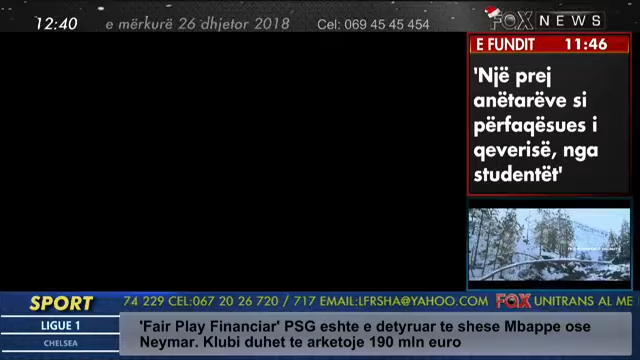 12:40 e mërkurë 26 dhjetor 2018 Cel: 069 45 45 454 FOX NEWS
E FUNDIT 11:46
'Një prej
anëtarëve si
përfaqësues i
qeverisë, nga
studentët'
SPORT 74 229 CEL:067 20 26 720 / 717 EMAIL:LFRSHA@YAHOO.COM FOX UNITRANS AL ME
LIGUE 1
CHELSEA
'Fair Play Financiar' PSG eshte e detyruar te shese Mbappe ose
Neymar. Klubi duhet te arketoje 190 mln euro